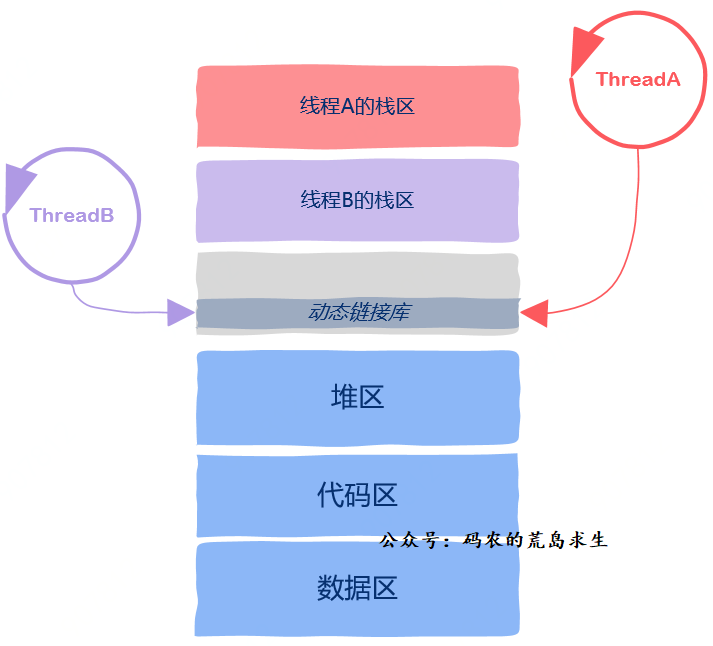 线程A的栈区
ThreadA
线程B的栈区
ThreadB
动态链接库
堆区
代码区
公众号：码农的荒岛求生
数据区